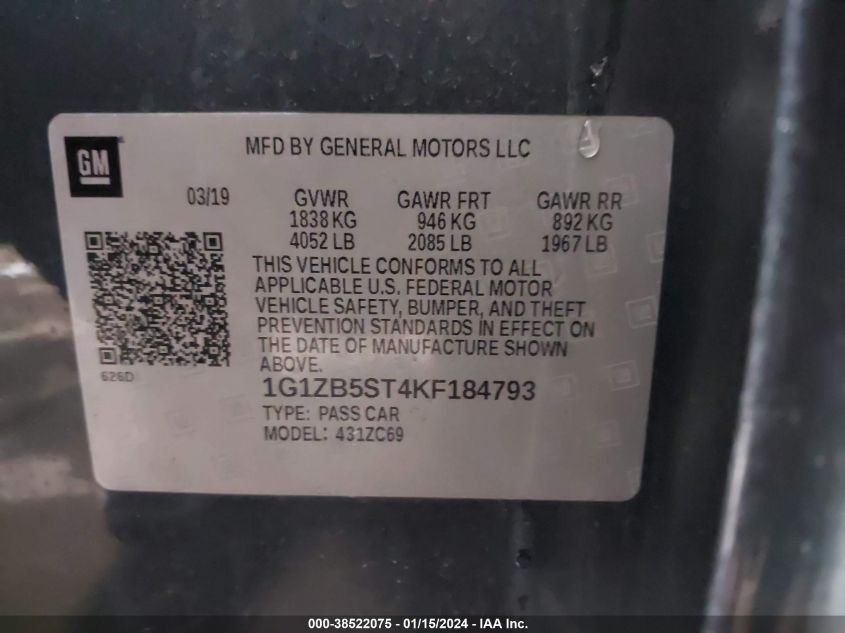 GM
MFD BY GENERAL MOTORS LLC
03/19 GVWR GAWR FRT GAWR RR
1838 KG 946 KG 892 KG
4052 LB 2085 LB 1967 LB
THIS VEHICLE CONFORMS TO ALL
APPLICABLE U.S. FEDERAL MOTOR
VEHICLE SAFETY, BUMPER, AND THEFT
PREVENTION STANDARDS IN EFFECT ON
THE DATE OF MANUFACTURE SHOWN
ABOVE.
626D
1G1ZB5ST4KF184793
TYPE: PASS CAR
MODEL: 431ZC69
000-38522075 - 01/15/2024 - IAA Inc.